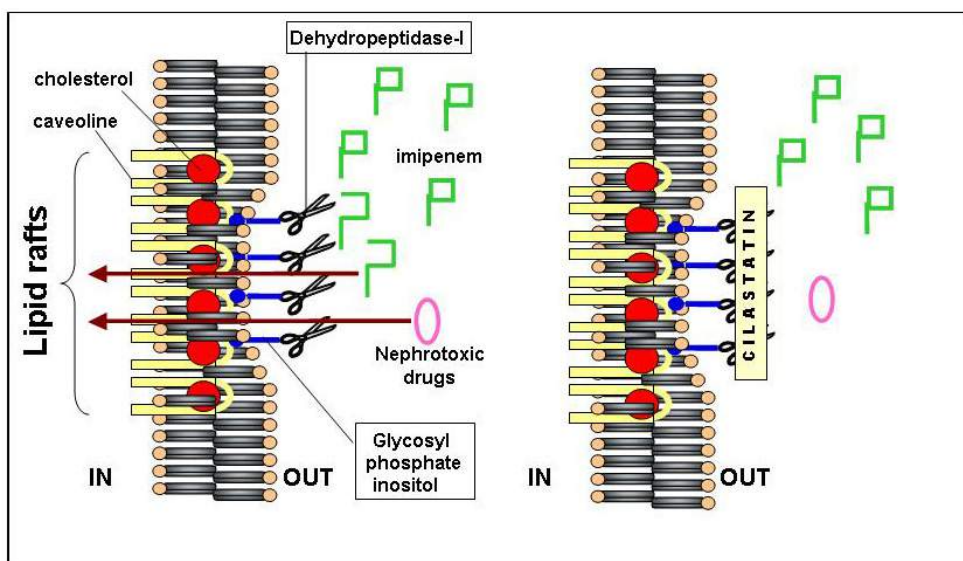 Dehydropeptidase-I
cholesterol
caveoline
imipenem
Lipid rafts
Nephrotoxic
drugs
Glycosyl
phosphate
inositol
IN
OUT
CILASTATIN
IN
OUT